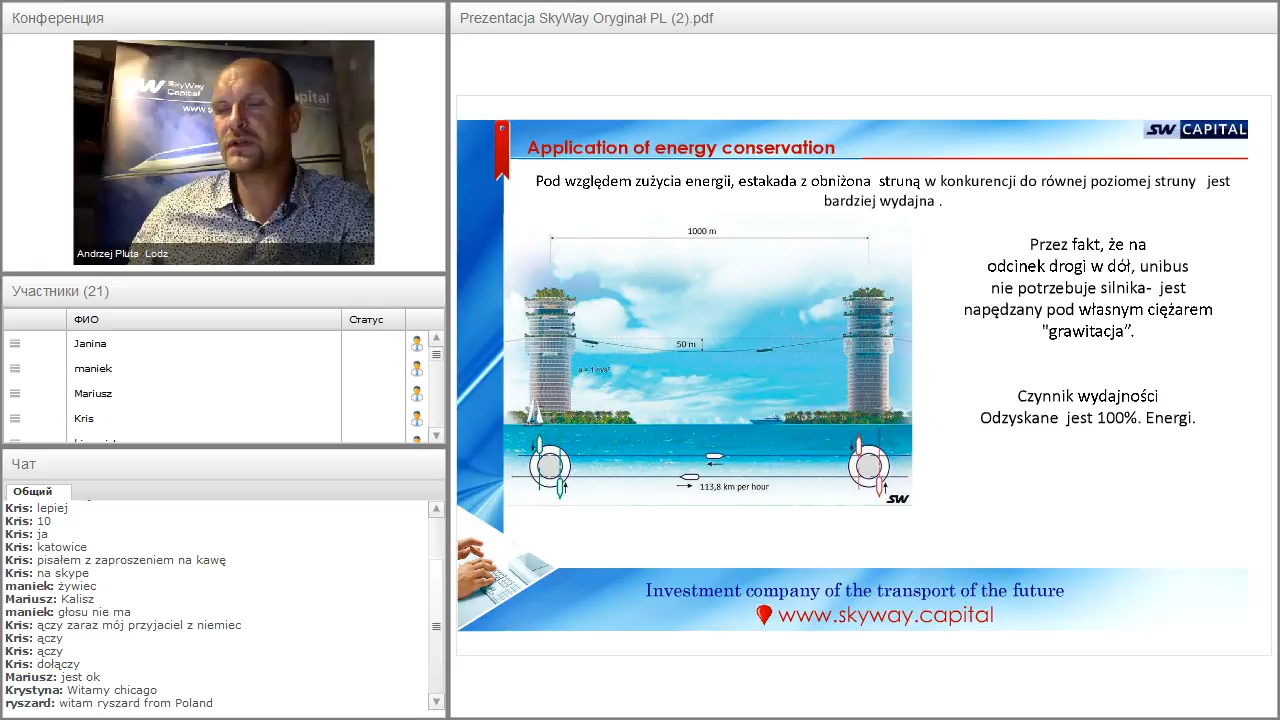 Конференция
SkyWay
Capital
apital
www.s
Andrzej Pluta Lodz
Участники (21)
ФИО
Статус
Janina
maniek
Mariusz
Kris
Чат
Общий
Kris: lepiej
Kris: 10
Kris: ja
Kris: katowice
Kris: pisałem z zaproszeniem na kawę
Kris: na skype
maniek: żywiec
Mariusz: Kalisz
maniek: głosu nie ma
Kris: ączy zaraz mój przyjaciel z niemiec
Kris: ączy
Kris: ączy
Kris: dołączy
Mariusz: jest ok
Krystyna: Witamy chicago
ryszard: witam ryszard from Poland
Prezentacja SkyWay Oryginał PL (2).pdf
SW CAPITAL
Application of energy conservation
Pod względem zużycia energii, estakada z obniżona struną w konkurencji do równej poziomej struny jest
bardziej wydajna .
1000 m
50 m
a = 1 m/s²
113,8 km per hour
SW
Przez fakt, że na
odcinek drogi w dół, unibus
nie potrzebuje silnika- jest
napędzany pod własnym ciężarem
"grawitacja”.
Czynnik wydajności
Odzyskane jest 100%. Energi.
Investment company of the transport of the future
www.skyway.capital